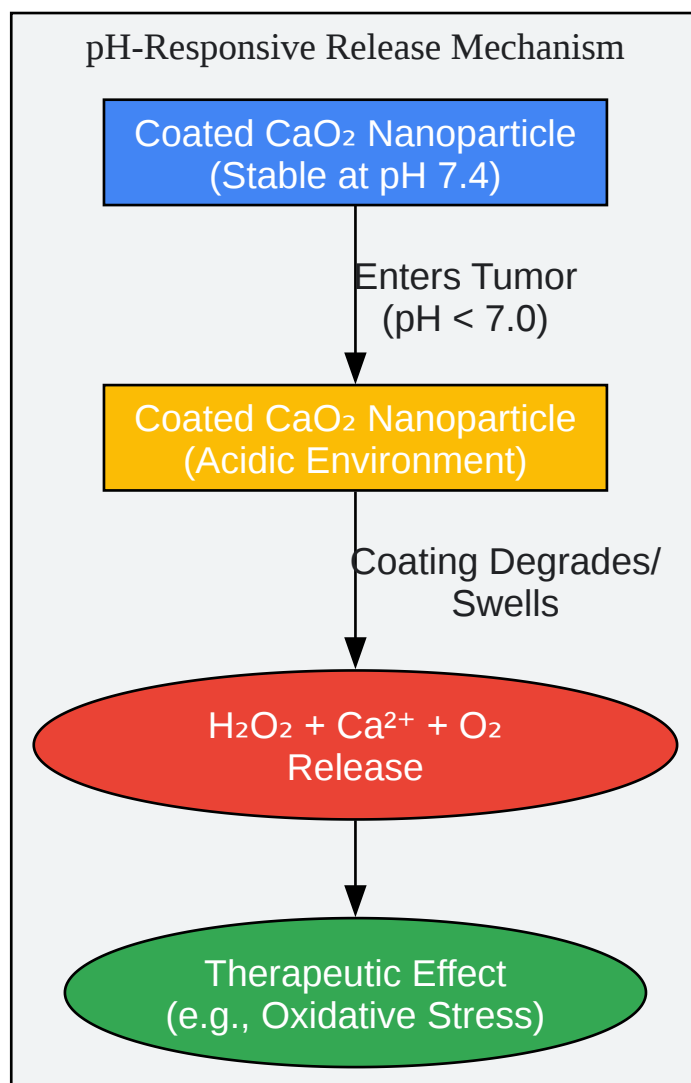 pH-Responsive Release Mechanism
Coated CaO₂ Nanoparticle
(Stable at pH 7.4)
Enters Tumor
(pH < 7.0)
Coated CaO₂ Nanoparticle
(Acidic Environment)
Coating Degrades/
Swells
H₂O₂ + Ca²⁺ + O₂
Release
Therapeutic Effect
(e.g., Oxidative Stress)